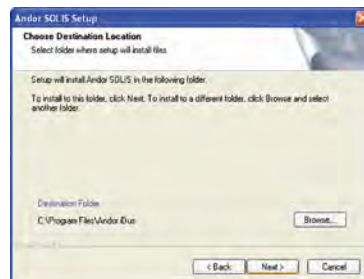 Andor SOLIS Setup
Choose Destination Location
Select folder where setup will install files.
Setup will install Andor SOLIS in the following folder.
To install to this folder, click Next. To install to a different folder, click Browse and select
another folder.
Destination Folder
C:\Program Files\Andor iDus
Browse...
< Back
Next >
Cancel